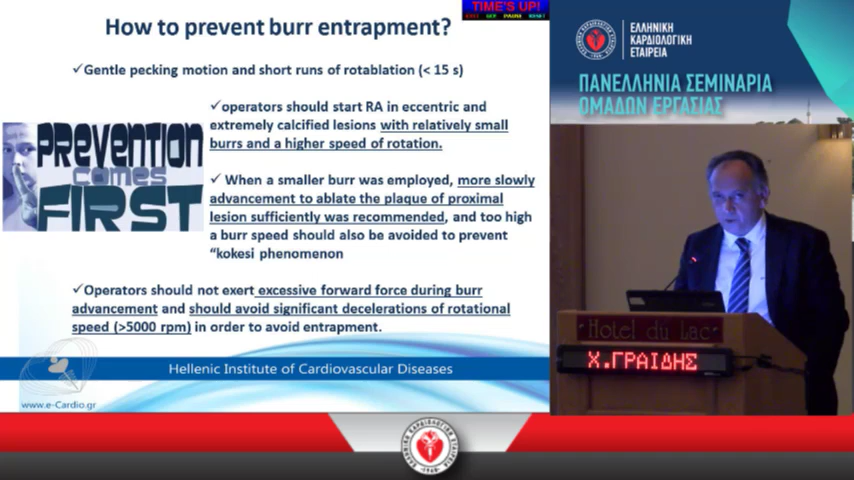 How to prevent burr entrapment?
TIME'S UP!
✓Gentle pecking motion and short runs of rotablation (< 15 s)
✓operators should start RA in eccentric and
extremely calcified lesions with relatively small
burrs and a higher speed of rotation.
PREVENTION
COMES
FIRST
✓ When a smaller burr was employed, more slowly
advancement to ablate the plaque of proximal
lesion sufficiently was recommended, and too high
a burr speed should also be avoided to prevent
“kokesi phenomenon
✓Operators should not exert excessive forward force during burr
advancement and should avoid significant decelerations of rotational
speed (>5000 rpm) in order to avoid entrapment.
Hellenic Institute of Cardiovascular Diseases
www.e-Cardio.gr
ΕΛΛΗΝΙΚΗ
ΚΑΡΔΙΟΛΟΓΙΚΗ
ΕΤΑΙΡΕΙΑ
ΠΑΝΕΛΛΗΝΙΑ ΣΕΜΙΝΑΡΙΑ
ΟΜΑΔΩΝ ΕΡΓΑΣΙΑΣ
Hotel du Lac
Χ.ΓΡΑΙΔΗΣ